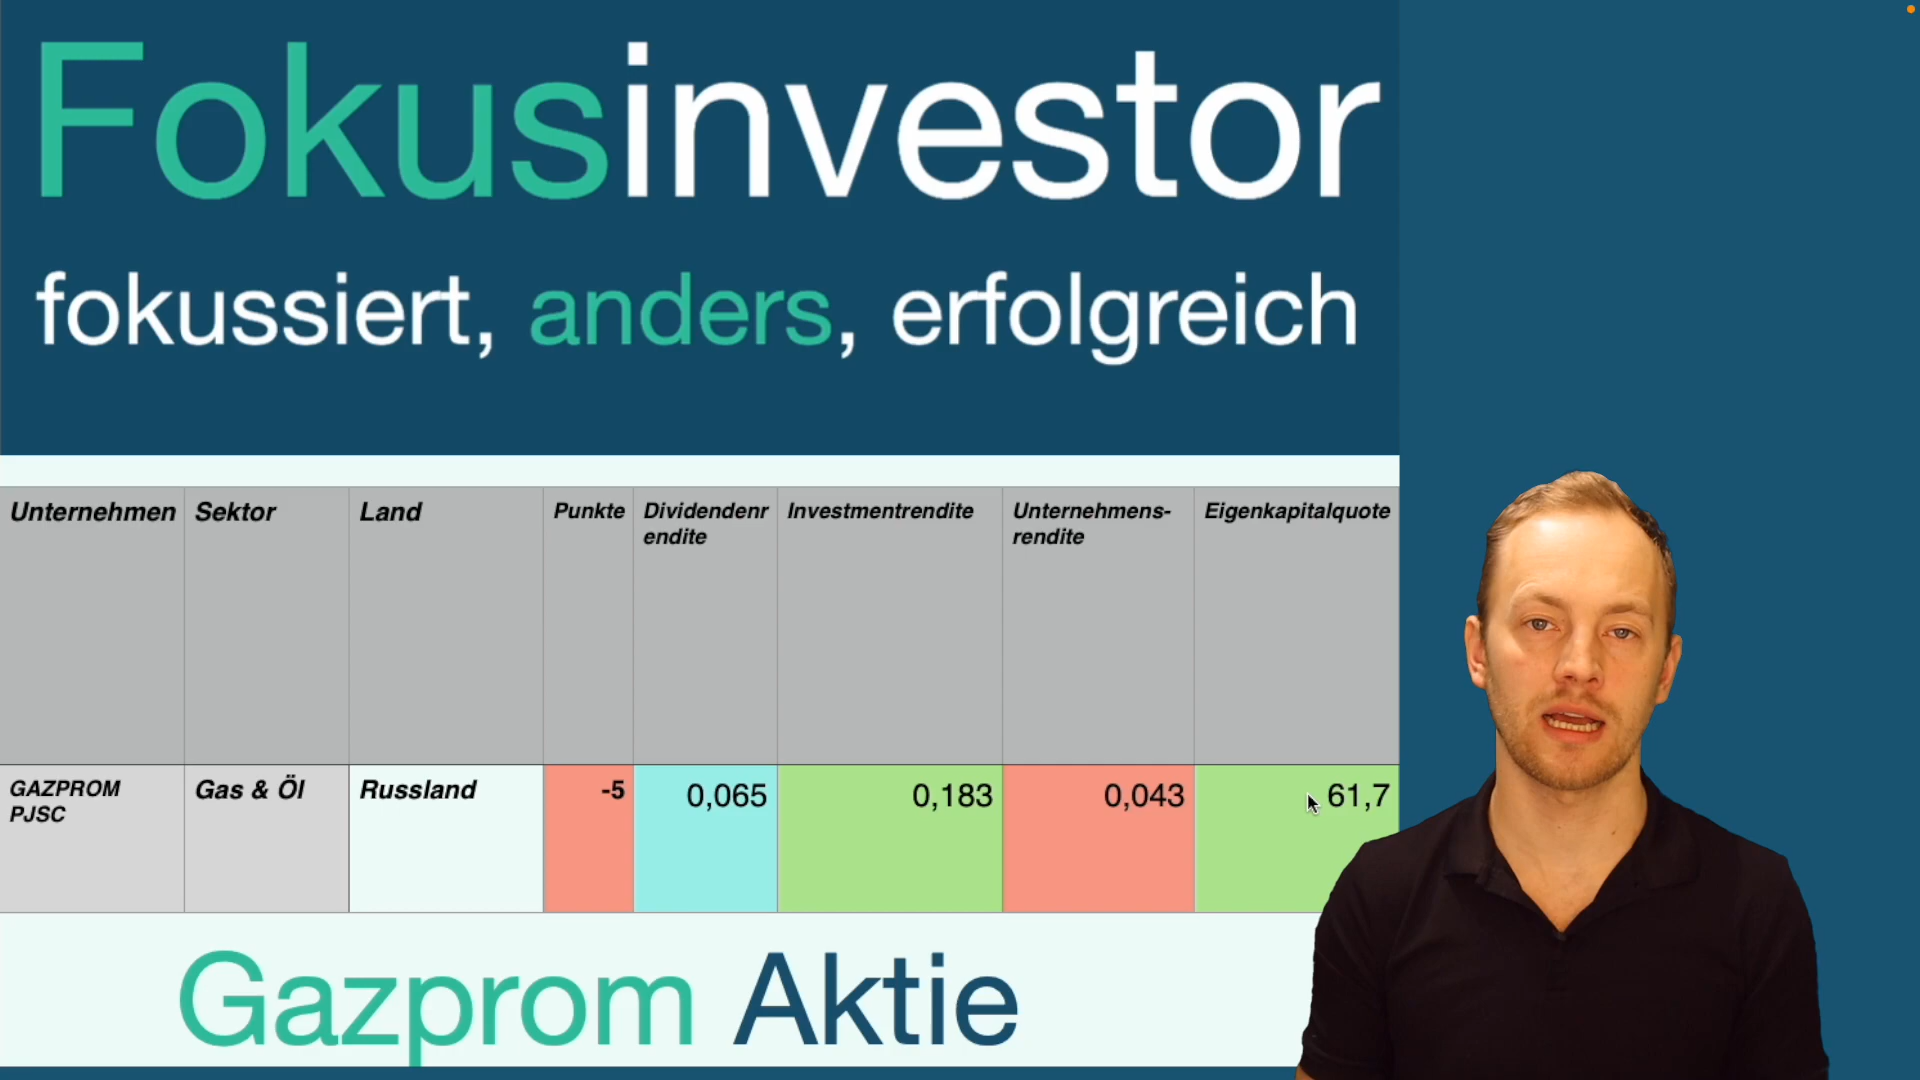 Fokusinvestor
fokussiert, anders, erfolgreich
Unternehmen Sektor Land Punkte Dividendenr Investmentrendite Unternehmens- Eigenkapitalquote
endite rendite
GAZPROM Gas & Öl Russland -5 0,065 0,183 0,043 61,7
PJSC
Gazprom Aktie